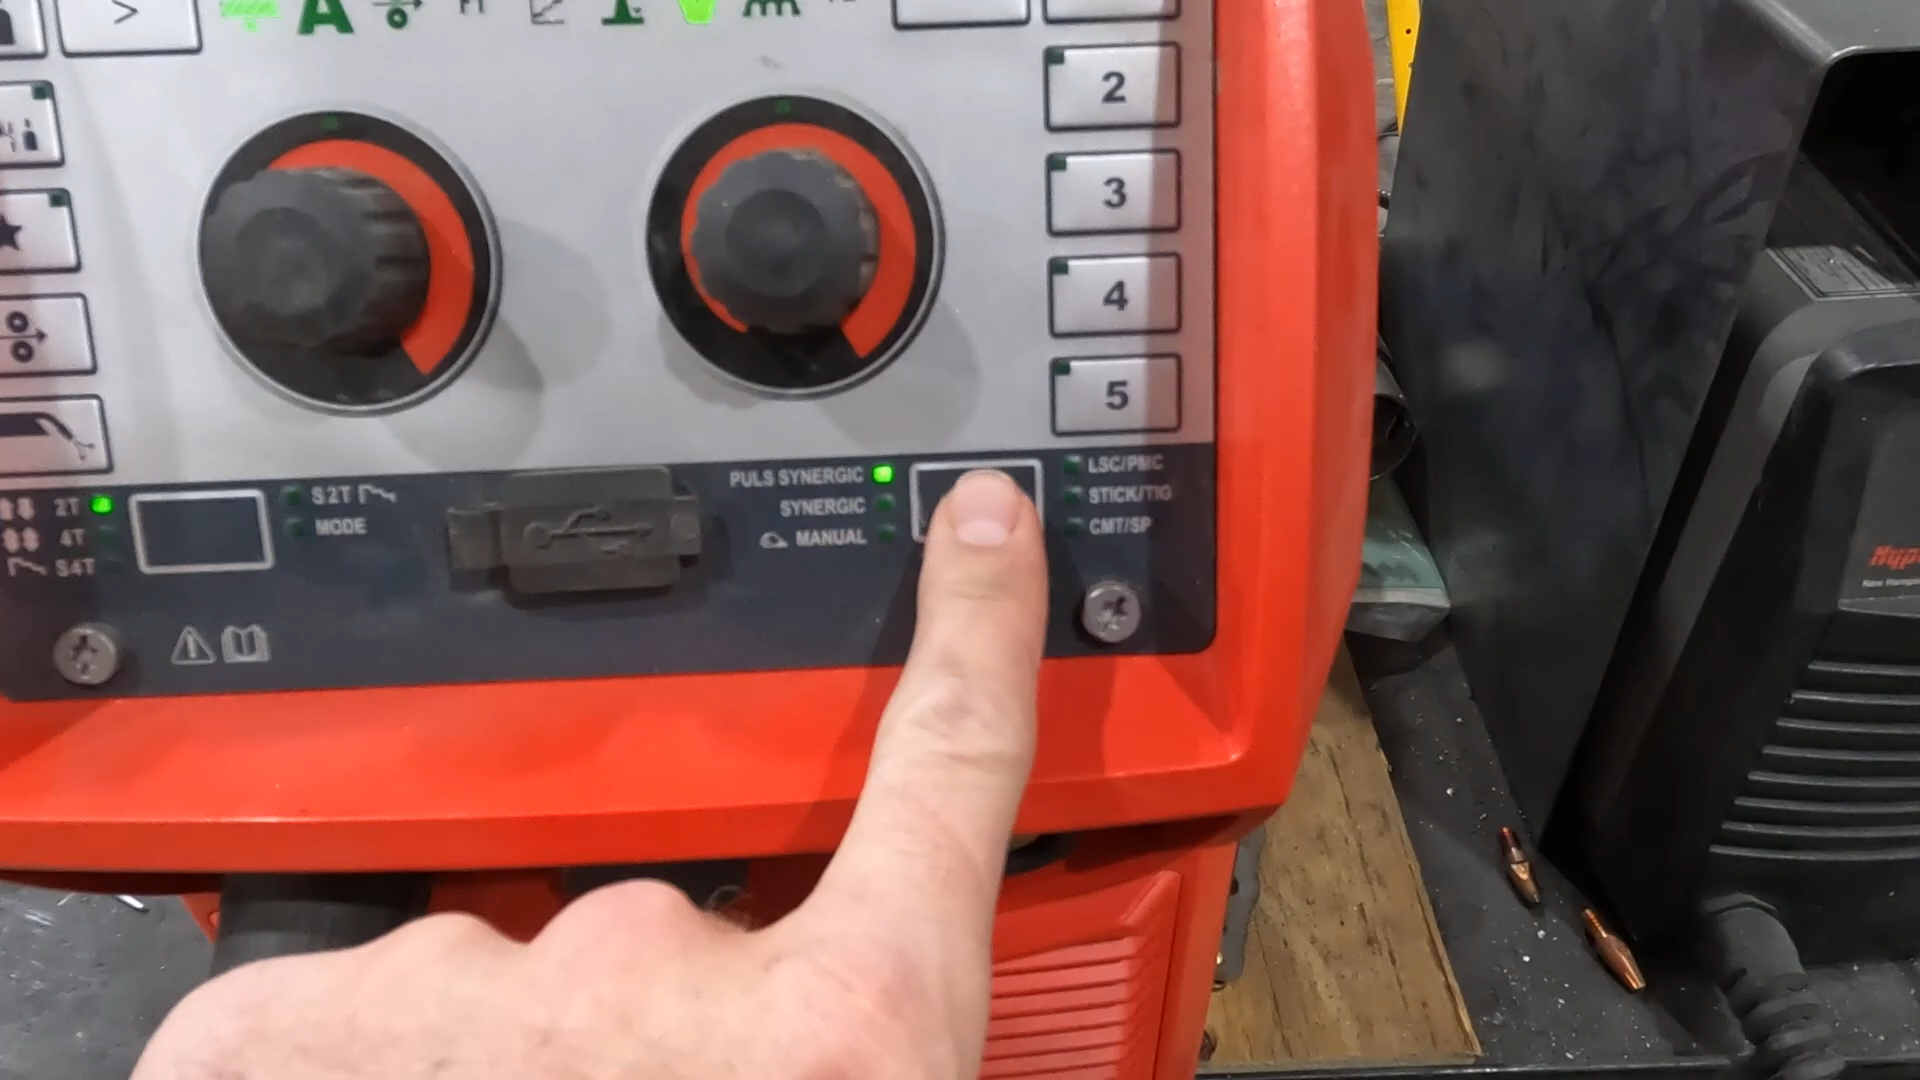 >
A
2
3
4
5
2T
4T
S4T
S2T
MODE
PULS SYNERGIC
SYNERGIC
MANUAL
LSC/PMC
STICK/TIG
CMT/SP